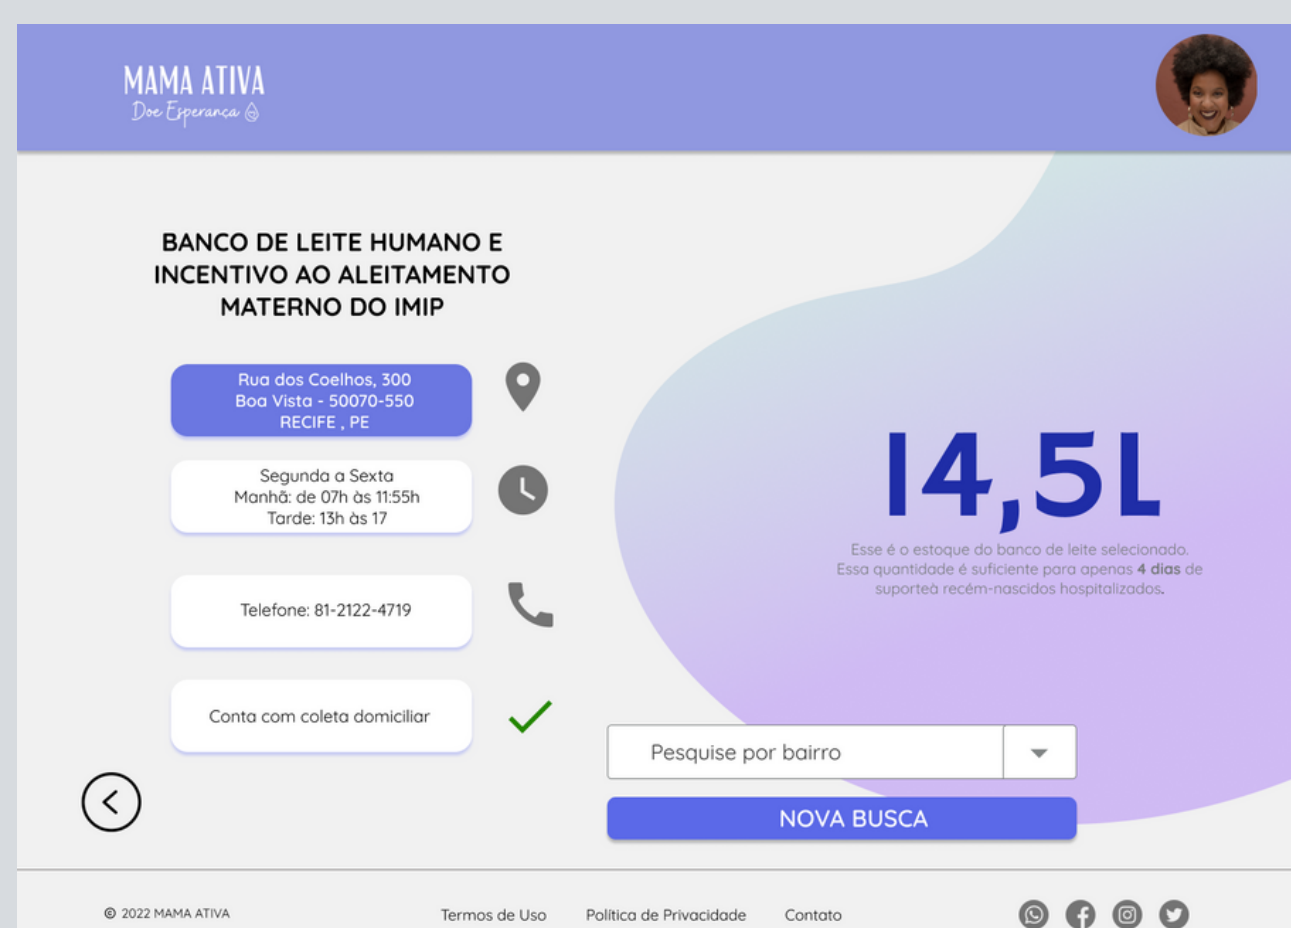 MAMA ATIVA
Doe Esperança
BANCO DE LEITE HUMANO E
INCENTIVO AO ALEITAMENTO
MATERNO DO IMIP
Rua dos Coelhos, 300
Boa Vista - 50070-550
RECIFE , PE
Segunda a Sexta
Manhã: de 07h às 11:55h
Tarde: 13h às 17
Telefone: 81-2122-4719
Conta com coleta domiciliar
14,5L
Esse é o estoque do banco de leite selecionado.
Essa quantidade é suficiente para apenas 4 dias de
suporteà recém-nascidos hospitalizados.
Pesquise por bairro
NOVA BUSCA
© 2022 MAMA ATIVA
Termos de Uso
Política de Privacidade
Contato